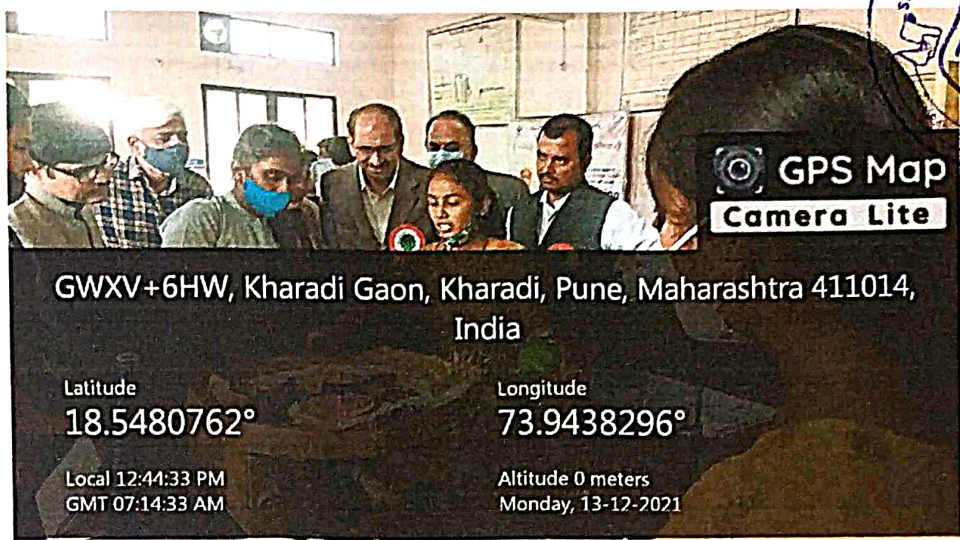 GPS Map
Camera Lite
GWXV+6HW, Kharadi Gaon, Kharadi, Pune, Maharashtra 411014,
India
Latitude
18.5480762°
Longitude
73.9438296°
Local 12:44:33 PM
GMT 07:14:33 AM
Altitude 0 meters
Monday, 13-12-2021